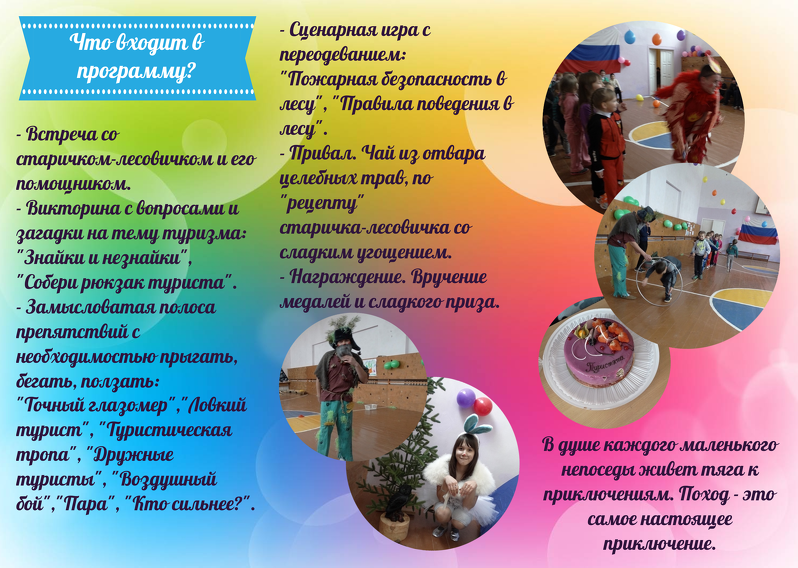 Что входит в
программу?
- Встреча со
старичком-лесовичком и его
помощником.
- Викторина с вопросами и
загадки на тему туризма:
"Знайки и незнайки",
"Собери рюкзак туриста".
- Замысловатая полоса
препятствий с
необходимостью прыгать,
бегать, ползать:
"Точный глазомер","Ловкий
турист", "Туристическая
тропа", "Дружные
туристы", "Воздушный
бой","Пара", "Кто сильнее?".
- Сценарная игра с
переодеванием:
"Пожарная безопасность в
лесу", "Правила поведения в
лесу".
- Привал. Чай из отвара
целебных трав, по
"рецепту"
старичка-лесовичка со
сладким угощением.
- Награждение. Вручение
медалей и сладкого приза.
В душе каждого маленького
непоседы живет тяга к
приключениям. Поход - это
самое настоящее
приключение.